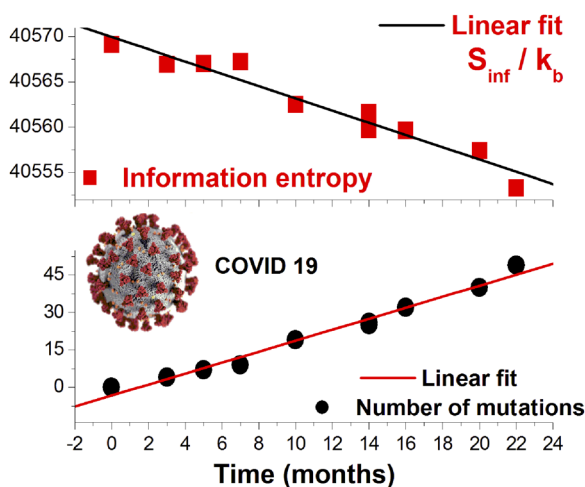 40570
40565
40560
40555
Linear fit
S_inf / k_b
Information entropy
COVID 19
45
30
15
0
Linear fit
Number of mutations
-2 0 2 4 6 8 10 12 14 16 18 20 22 24
Time (months)